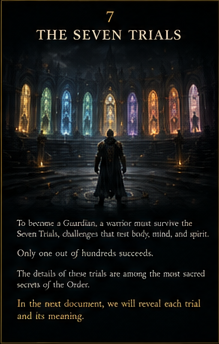 7
THE SEVEN TRIALS
To become a Guardian, a warrior must survive the
Seven Trials, challenges that test body, mind, and spirit.
Only one out of hundreds succeeds.
The details of these trials are among the most sacred
secrets of the Order.
In the next document, we will reveal each trial
and its meaning.